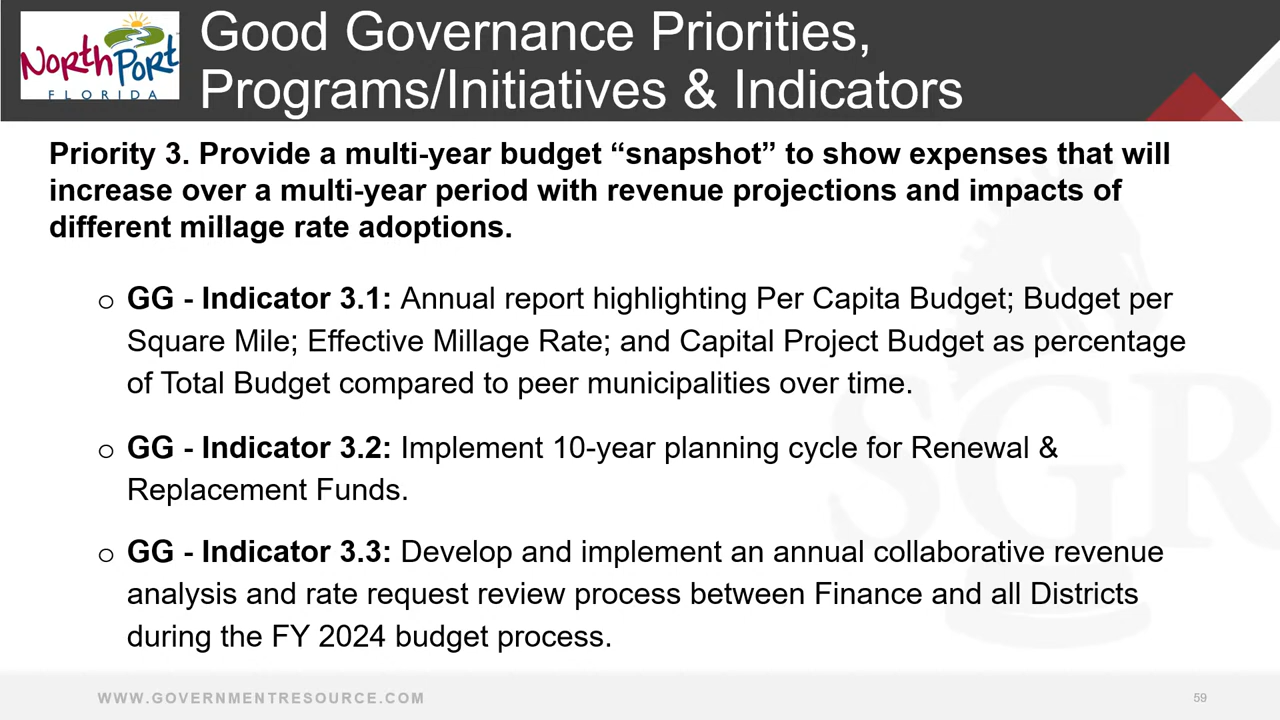 North Port
FLORIDA
Good Governance Priorities,
Programs/Initiatives & Indicators
Priority 3. Provide a multi-year budget “snapshot” to show expenses that will
increase over a multi-year period with revenue projections and impacts of
different millage rate adoptions.
o GG - Indicator 3.1: Annual report highlighting Per Capita Budget; Budget per
Square Mile; Effective Millage Rate; and Capital Project Budget as percentage
of Total Budget compared to peer municipalities over time.
o GG - Indicator 3.2: Implement 10-year planning cycle for Renewal &
Replacement Funds.
o GG - Indicator 3.3: Develop and implement an annual collaborative revenue
analysis and rate request review process between Finance and all Districts
during the FY 2024 budget process.
SGR
WWW.GOVERNMENTRESOURCE.COM
59